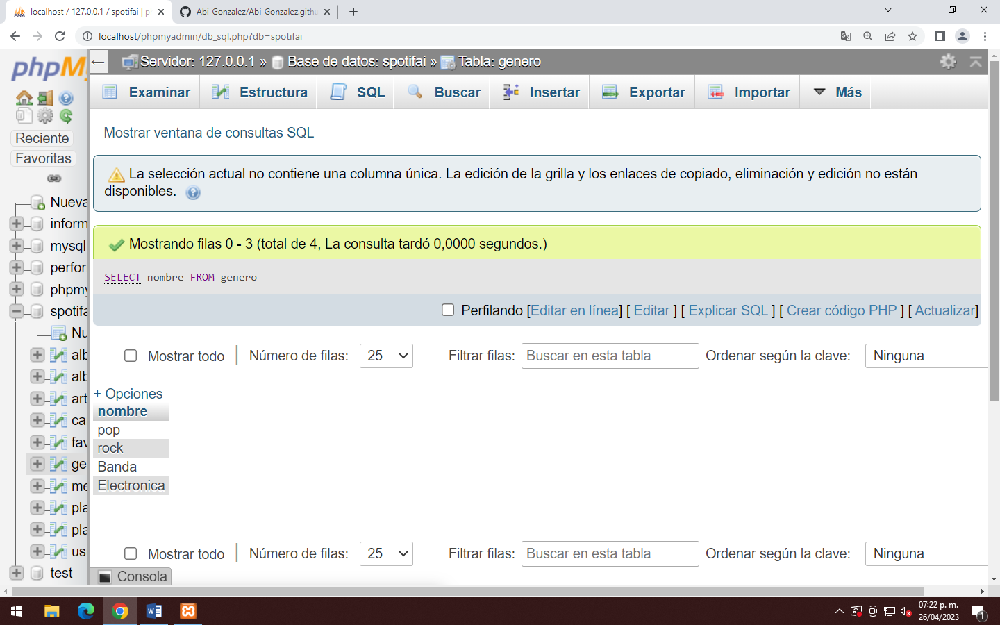 localhost / 127.0.0.1 / spotifai | p
Abi-Gonzalez/Abi-Gonzalez.gith
localhost/phpmyadmin/db_sql.php?db=spotifai
phpM
Servidor: 127.0.0.1 » Base de datos: spotifai » Tabla: genero
Examinar Estructura SQL Buscar Insertar Exportar Importar Más
Reciente
Favoritas
Nueva
inform
mysql
perfor
phpmy
spotifa
Nu
alb
alb
art
ca
fav
ge
me
pla
pla
us
test
Mostrar ventana de consultas SQL
La selección actual no contiene una columna única. La edición de la grilla y los enlaces de copiado, eliminación y edición no están
disponibles.
Mostrando filas 0 - 3 (total de 4, La consulta tardó 0,0000 segundos.)
SELECT nombre FROM genero
Perfilando [Editar en línea] [ Editar ] [ Explicar SQL ] [ Crear código PHP ] [ Actualizar]
Mostrar todo Número de filas: 25 Filtrar filas: Buscar en esta tabla Ordenar según la clave: Ninguna
+ Opciones
nombre
pop
rock
Banda
Electronica
Mostrar todo Número de filas: 25 Filtrar filas: Buscar en esta tabla Ordenar según la clave: Ninguna
Consola
07:22 p. m.
26/04/2023
1